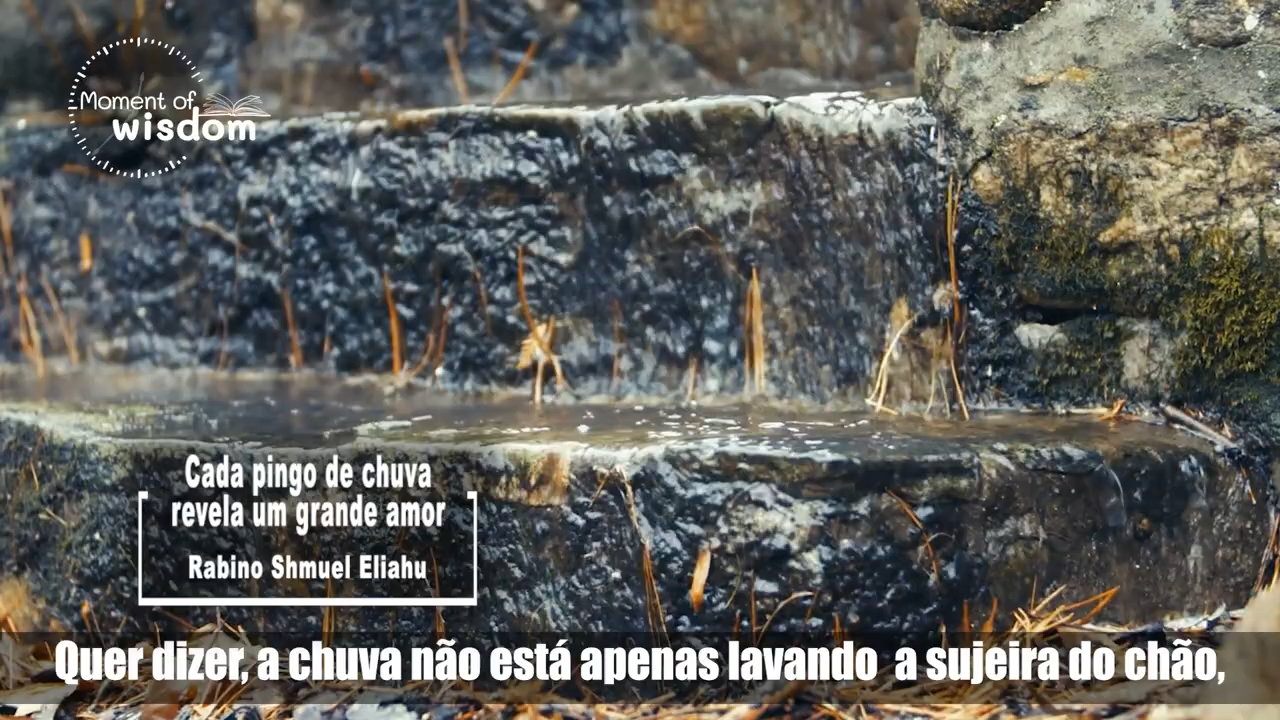 Moment of
wisdom
Cada pingo de chuva
revela um grande amor
Rabino Shmuel Eliahu
Quer dizer, a chuva não está apenas lavando  a sujeira do chão,